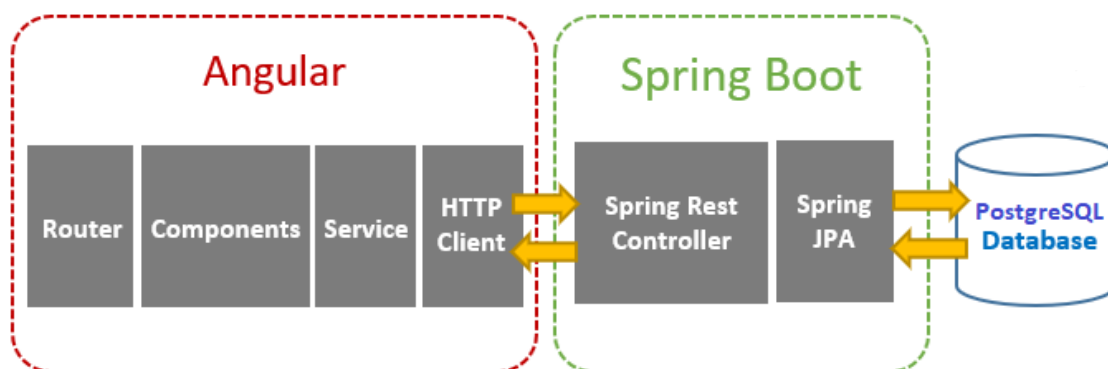 Angular
Router
Components
Service
HTTP
Client
Spring Boot
Spring Rest
Controller
Spring
JPA
PostgreSQL
Database